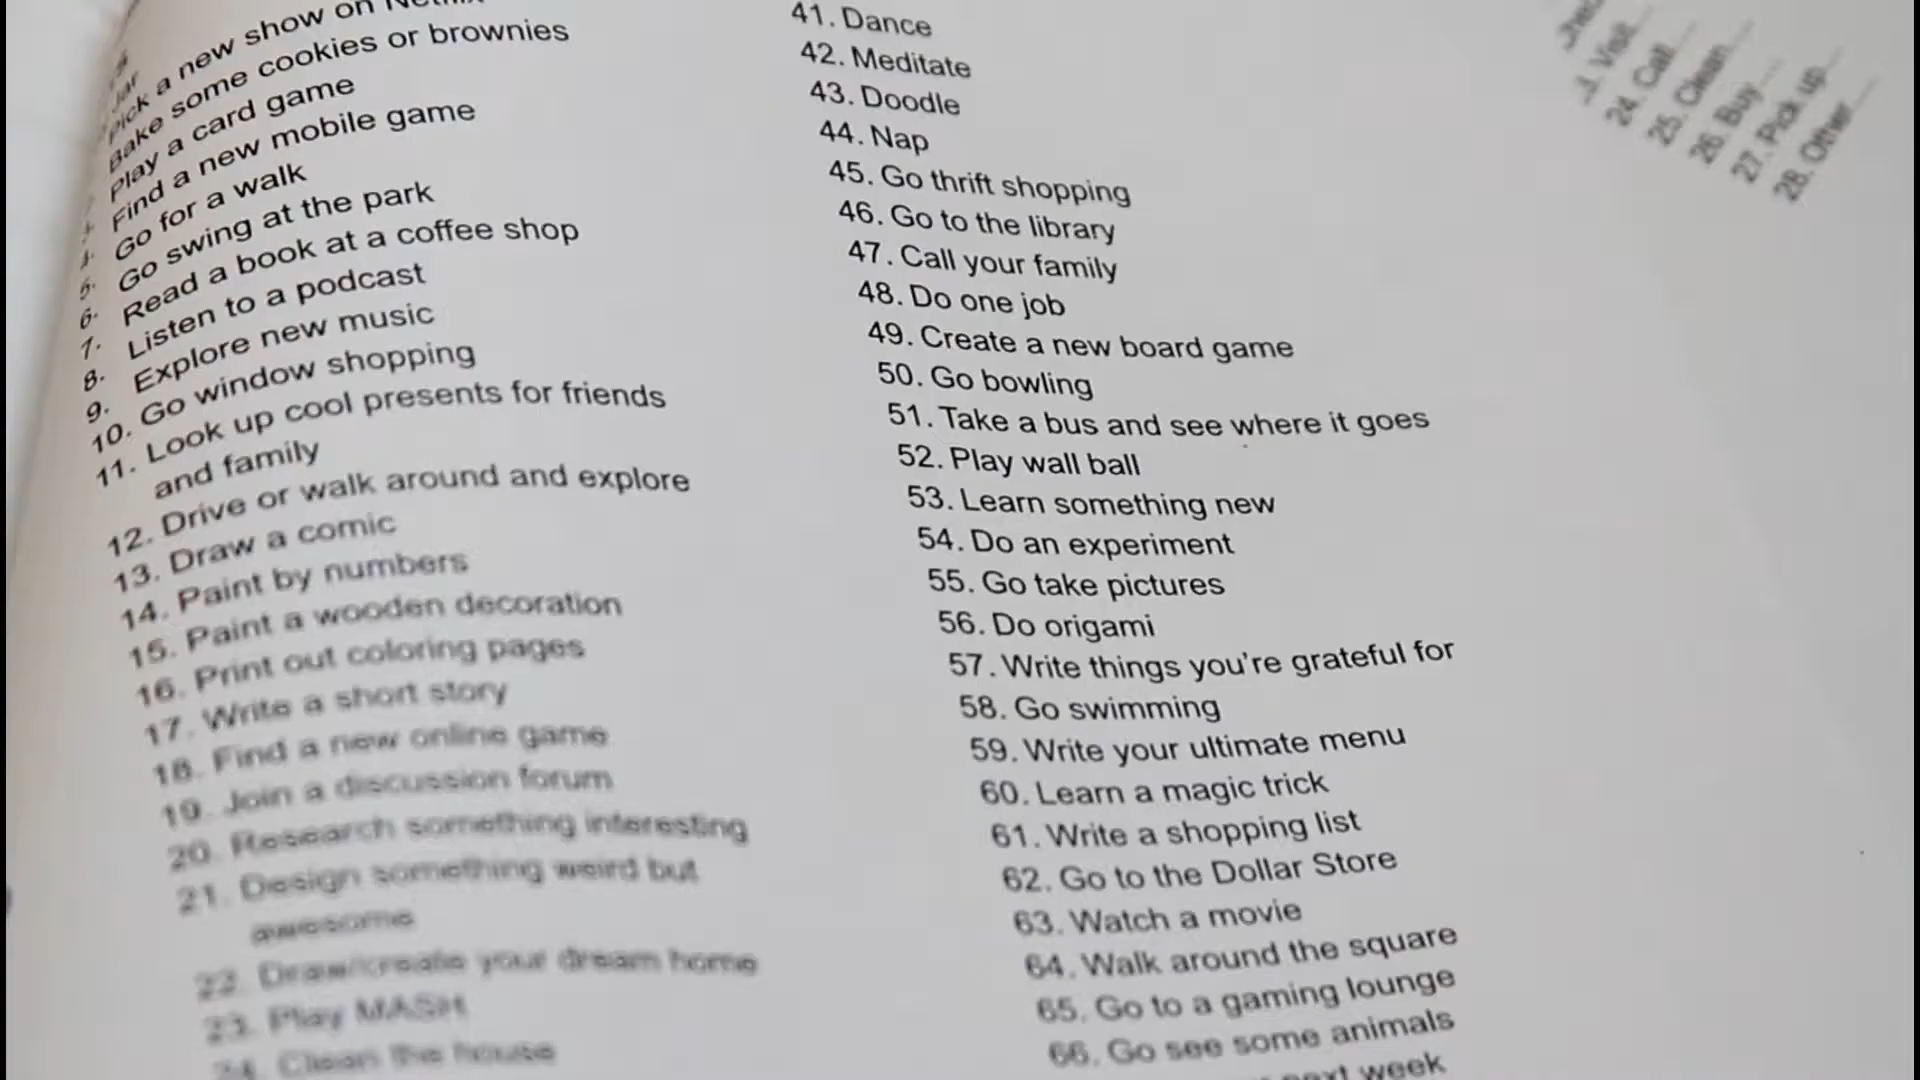 Jar
Pick a new show on
Bake some cookies or brownies
Play a card game
Find a new mobile game
5. Go for a walk
6. Go swing at the park
7. Read a book at a coffee shop
8. Listen to a podcast
9. Explore new music
10. Go window shopping
11. Look up cool presents for friends
and family
12. Drive or walk around and explore
13. Draw a comic
14. Paint by numbers
15. Paint a wooden decoration
16. Print out coloring pages
17. Write a short story
18. Find a new online game
19. Join a discussion forum
20. Research something interesting
21. Design something weird but
awesome
22. Draw/create your dream home
23. Play MASH
24. Clean the house
41. Dance
42. Meditate
43. Doodle
44. Nap
45. Go thrift shopping
46. Go to the library
47. Call your family
48. Do one job
49. Create a new board game
50. Go bowling
51. Take a bus and see where it goes
52. Play wall ball
53. Learn something new
54. Do an experiment
55. Go take pictures
56. Do origami
57. Write things you're grateful for
58. Go swimming
59. Write your ultimate menu
60. Learn a magic trick
61. Write a shopping list
62. Go to the Dollar Store
63. Watch a movie
64. Walk around the square
65. Go to a gaming lounge
66. Go see some animals
next week
Visit...
24. Call...
25. Clean...
26. Buy...
27. Pick up...
28. Other...